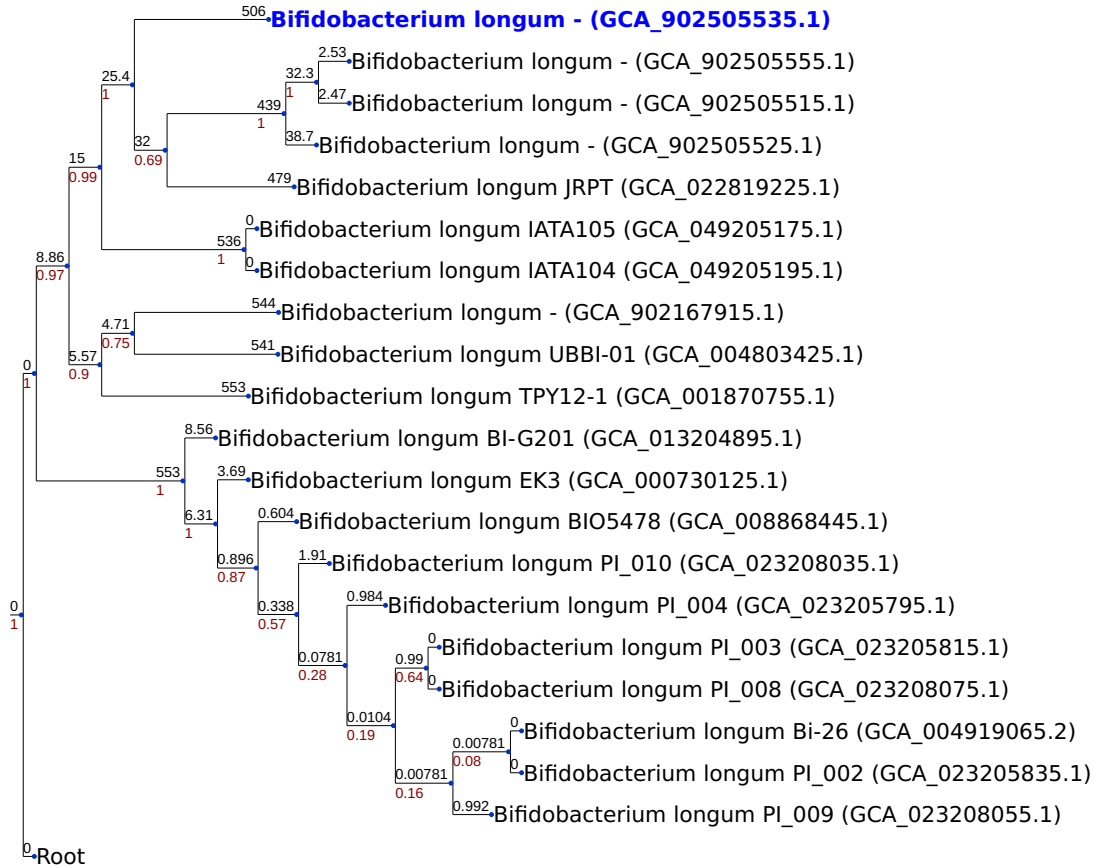 506
Bifidobacterium longum - (GCA_902505535.1)
2.53
Bifidobacterium longum - (GCA_902505555.1)
32.3
25.4
1
1
2.47
Bifidobacterium longum - (GCA_902505515.1)
439
1
38.7
Bifidobacterium longum - (GCA_902505525.1)
32
0.69
15
0.99
479
Bifidobacterium longum JRPT (GCA_022819225.1)
0
Bifidobacterium longum IATA105 (GCA_049205175.1)
536
1
0
Bifidobacterium longum IATA104 (GCA_049205195.1)
8.86
0.97
544
Bifidobacterium longum - (GCA_902167915.1)
4.71
0.75
541
Bifidobacterium longum UBBI-01 (GCA_004803425.1)
5.57
0.9
0
1
553
Bifidobacterium longum TPY12-1 (GCA_001870755.1)
8.56
Bifidobacterium longum BI-G201 (GCA_013204895.1)
553
1
3.69
Bifidobacterium longum EK3 (GCA_000730125.1)
6.31
1
0.604
Bifidobacterium longum BIO5478 (GCA_008868445.1)
0.896
0.87
1.91
Bifidobacterium longum PI_010 (GCA_023208035.1)
0.338
0.57
0
1
0.984
Bifidobacterium longum PI_004 (GCA_023205795.1)
0.0781
0.28
0
Bifidobacterium longum PI_003 (GCA_023205815.1)
0.99
0.64
0
Bifidobacterium longum PI_008 (GCA_023208075.1)
0.0104
0.19
0
Bifidobacterium longum Bi-26 (GCA_004919065.2)
0.00781
0.08
0
Bifidobacterium longum PI_002 (GCA_023205835.1)
0.00781
0.16
0.992
Bifidobacterium longum PI_009 (GCA_023208055.1)
0
Root